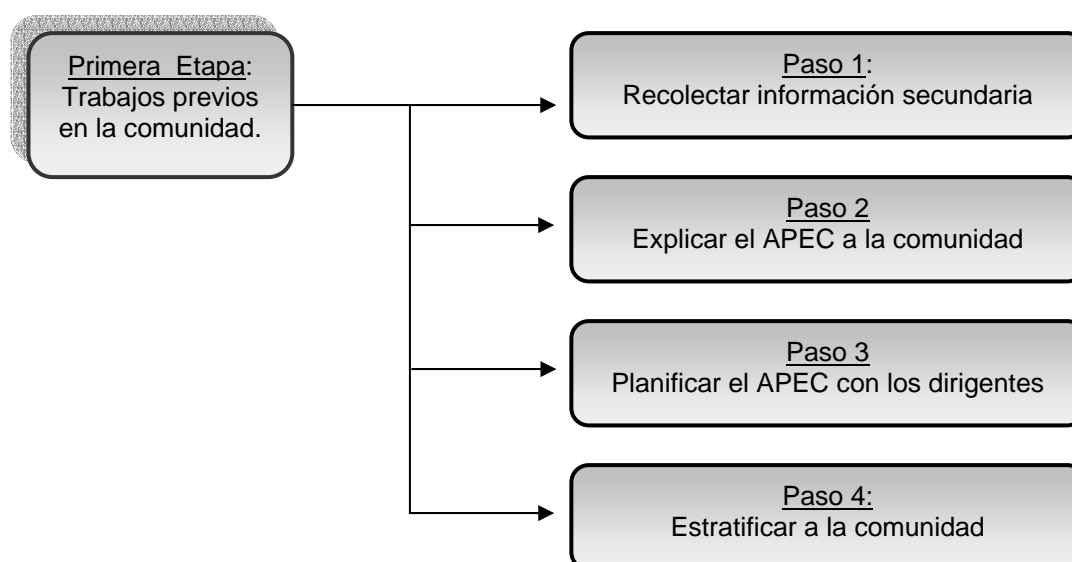 Primera Etapa:
Trabajos previos
en la comunidad.
Paso 1:
Recolectar información secundaria
Paso 2
Explicar el APEC a la comunidad
Paso 3
Planificar el APEC con los dirigentes
Paso 4:
Estratificar a la comunidad